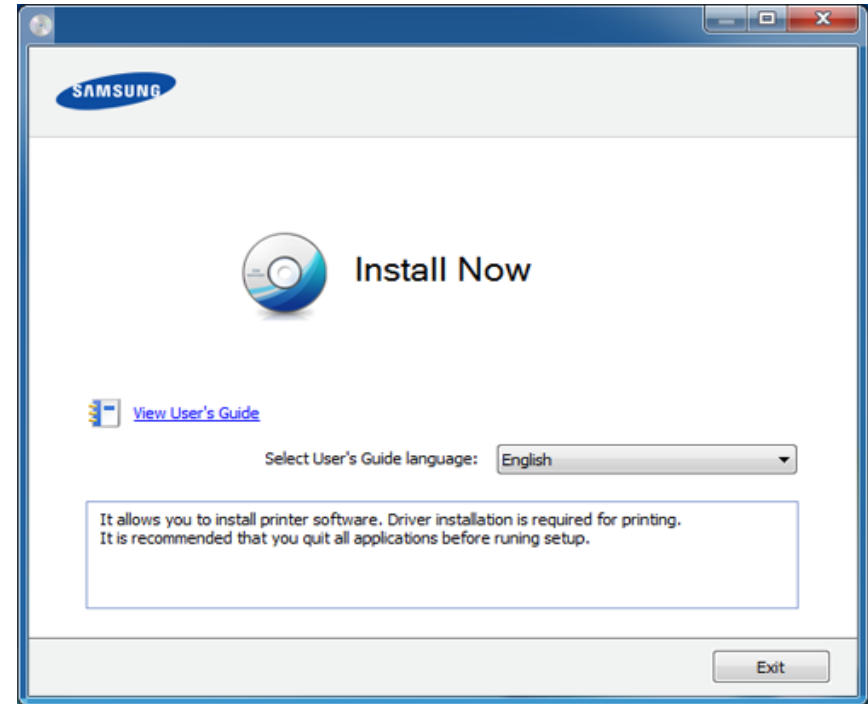 SAMSUNG
Install Now
View User's Guide
Select User's Guide language: English
It allows you to install printer software. Driver installation is required for printing.
It is recommended that you quit all applications before runing setup.
Exit